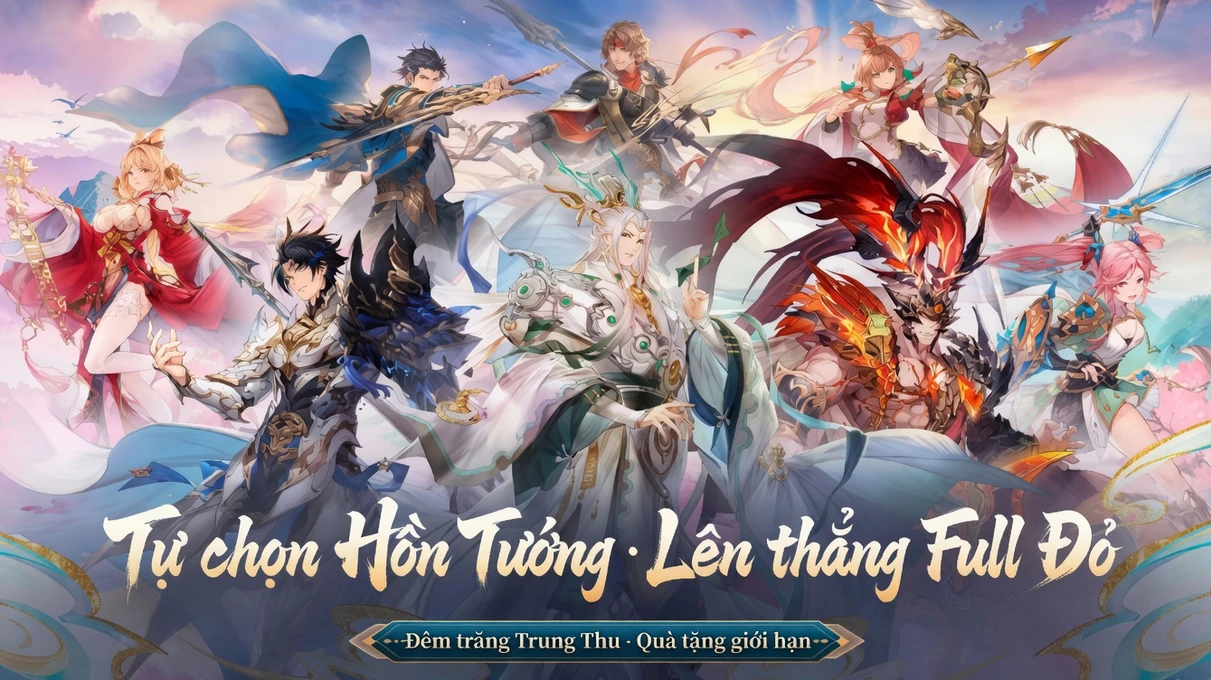 Tự chọn Hồn Tướng · Lên thẳng Full Đỏ
Đêm trăng Trung Thu · Quà tặng giới hạn